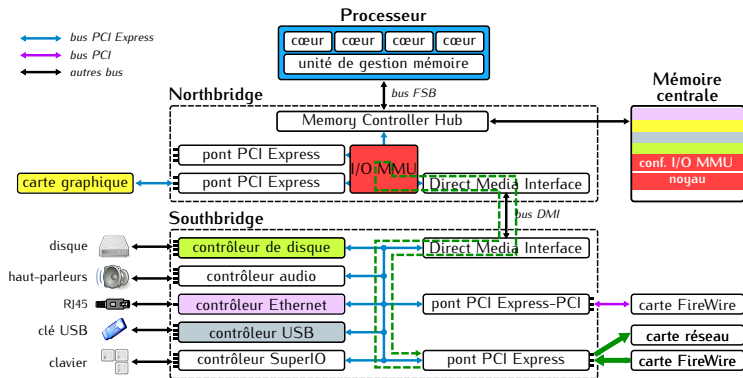 Processeur
bus PCI Express
bus PCI
autres bus
cœur cœur cœur cœur
unité de gestion mémoire
bus FSB
Northbridge
Mémoire
centrale
Memory Controller Hub
pont PCI Express
I/O MMU
conf. I/O MMU
carte graphique
pont PCI Express
Direct Media Interface
noyau
bus DMI
Southbridge
disque
contrôleur de disque
Direct Media Interface
haut-parleurs
contrôleur audio
RJ45
contrôleur Ethernet
pont PCI Express-PCI
carte FireWire
clé USB
contrôleur USB
carte réseau
clavier
contrôleur SuperIO
pont PCI Express
carte FireWire